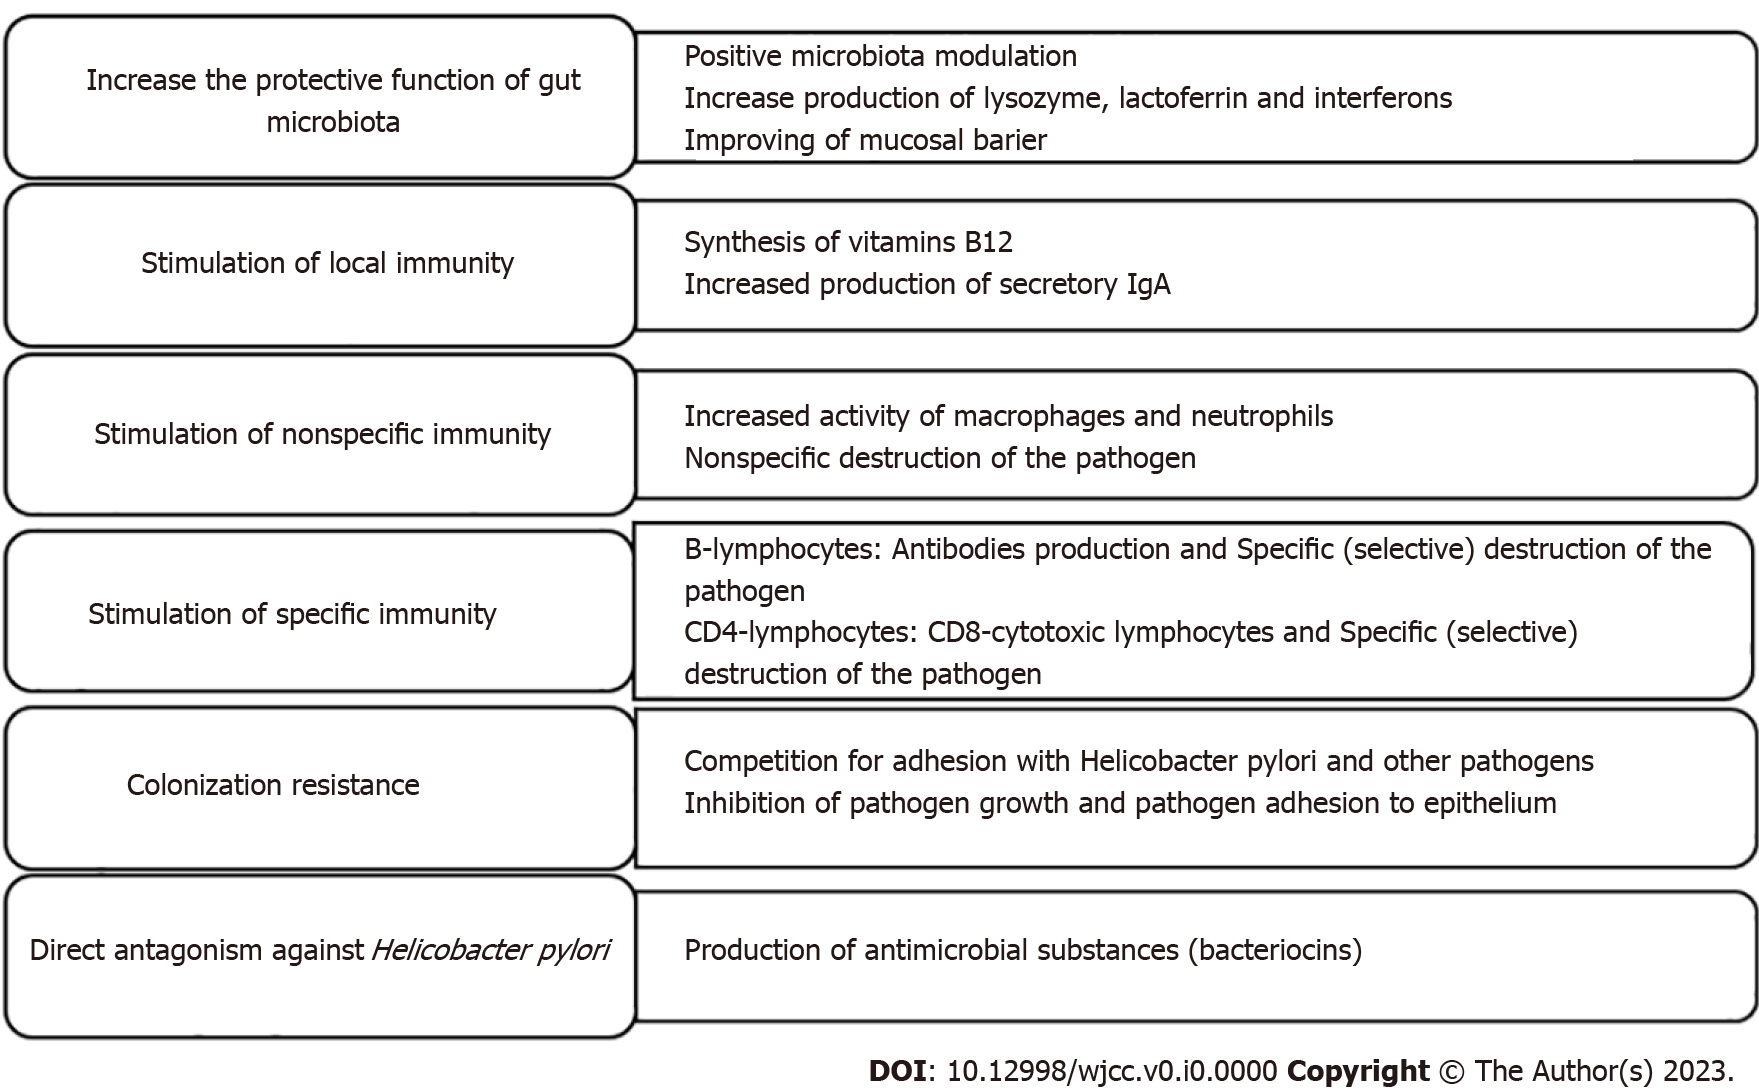 Increase the protective function of gut
microbiota
Positive microbiota modulation
Increase production of lysozyme, lactoferrin and interferons
Improving of mucosal barier
Stimulation of local immunity
Synthesis of vitamins B12
Increased production of secretory IgA
Stimulation of nonspecific immunity
Increased activity of macrophages and neutrophils
Nonspecific destruction of the pathogen
Stimulation of specific immunity
B-lymphocytes: Antibodies production and Specific (selective) destruction of the
pathogen
CD4-lymphocytes: CD8-cytotoxic lymphocytes and Specific (selective)
destruction of the pathogen
Colonization resistance
Competition for adhesion with Helicobacter pylori and other pathogens
Inhibition of pathogen growth and pathogen adhesion to epithelium
Direct antagonism against Helicobacter pylori
Production of antimicrobial substances (bacteriocins)
DOI: 10.12998/wjcc.v0.i0.0000 Copyright © The Author(s) 2023.